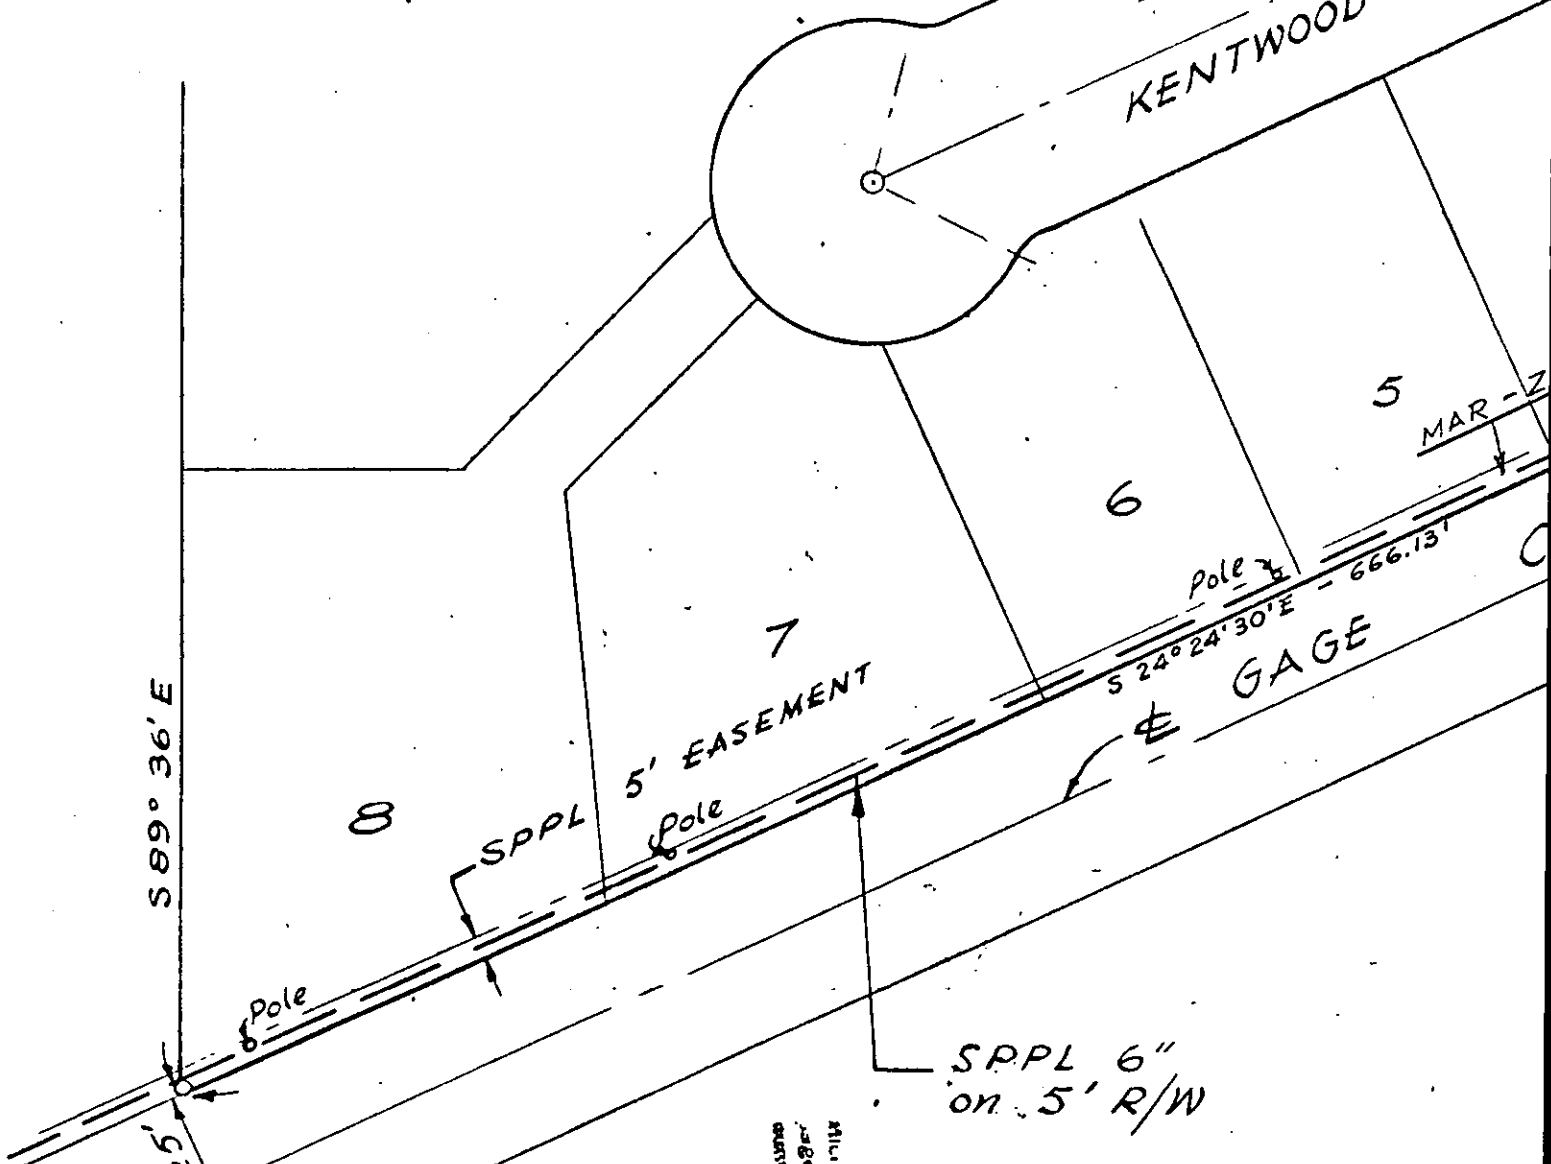 KENTWOOD
5
MAR - Z
6
Pole
S 24° 24' 30' E - 666.13'
7
GAGE
℄
5' EASEMENT
S 89° 36' E
8
SPPL
Pole
Pole
SPPL 6"
on 5' R/W